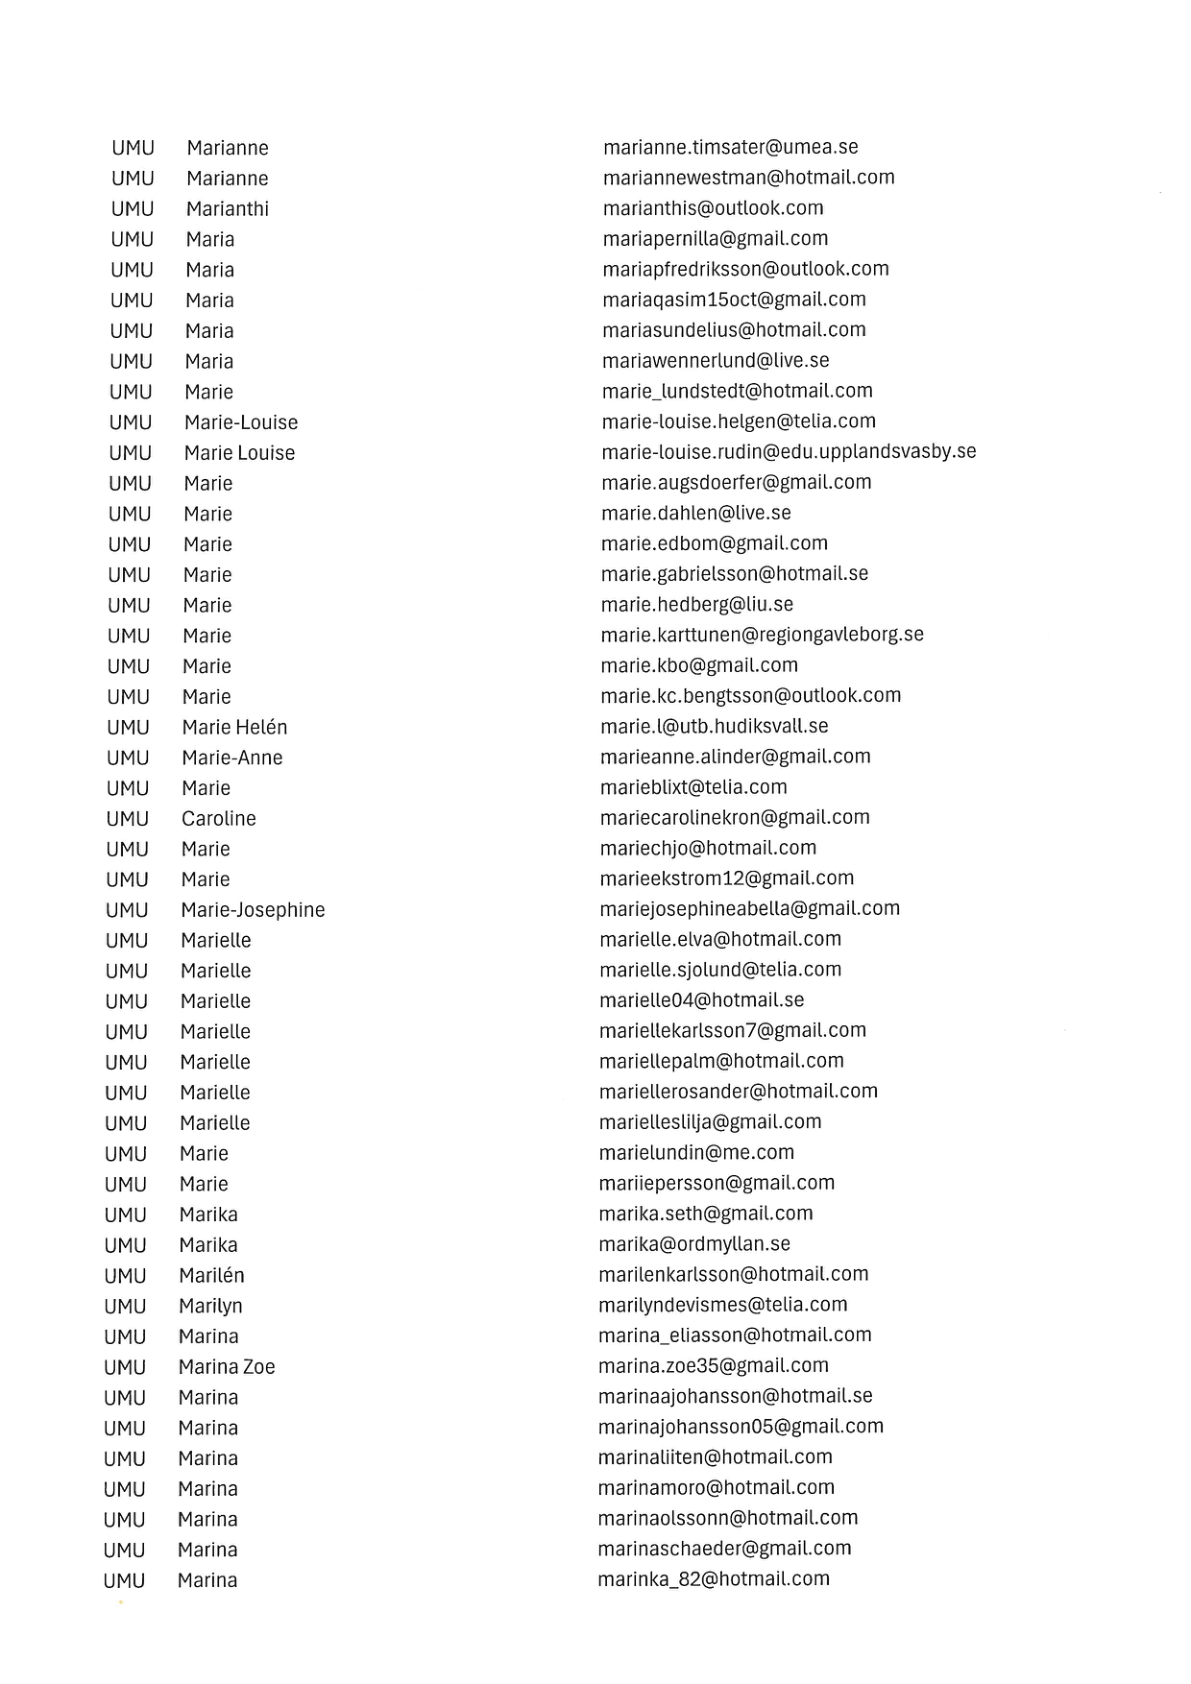 UMU Marianne marianne.timsater@umea.se
UMU Marianne mariannewestman@hotmail.com
UMU Marianthi marianthis@outlook.com
UMU Maria mariapernilla@gmail.com
UMU Maria mariapfredriksson@outlook.com
UMU Maria mariaqasim15oct@gmail.com
UMU Maria mariasundelius@hotmail.com
UMU Maria mariawennerlund@live.se
UMU Marie marie_lundstedt@hotmail.com
UMU Marie-Louise marie-louise.helgen@telia.com
UMU Marie Louise marie-louise.rudin@edu.upplandsvasby.se
UMU Marie marie.augsdoerfer@gmail.com
UMU Marie marie.dahlen@live.se
UMU Marie marie.edbom@gmail.com
UMU Marie marie.gabrielsson@hotmail.se
UMU Marie marie.hedberg@liu.se
UMU Marie marie.karttunen@regiongavleborg.se
UMU Marie marie.kbo@gmail.com
UMU Marie marie.kc.bengtsson@outlook.com
UMU Marie Helén marie.l@utb.hudiksvall.se
UMU Marie-Anne marieanne.alinder@gmail.com
UMU Marie marieblixt@telia.com
UMU Caroline mariecarolinekron@gmail.com
UMU Marie mariechjo@hotmail.com
UMU Marie marieekstrom12@gmail.com
UMU Marie-Josephine mariejosephineabella@gmail.com
UMU Marielle marielle.elva@hotmail.com
UMU Marielle marielle.sjolund@telia.com
UMU Marielle marielle04@hotmail.se
UMU Marielle mariellekarlsson7@gmail.com
UMU Marielle mariellepalm@hotmail.com
UMU Marielle mariellerosander@hotmail.com
UMU Marielle marielleslilja@gmail.com
UMU Marie marielundin@me.com
UMU Marie mariiepersson@gmail.com
UMU Marika marika.seth@gmail.com
UMU Marika marika@ordmyllan.se
UMU Marilén marilenkarlsson@hotmail.com
UMU Marilyn marilyndevismes@telia.com
UMU Marina marina_eliasson@hotmail.com
UMU Marina Zoe marina.zoe35@gmail.com
UMU Marina marinaajohansson@hotmail.se
UMU Marina marinajohansson05@gmail.com
UMU Marina marinaliiten@hotmail.com
UMU Marina marinamoro@hotmail.com
UMU Marina marinaolssonn@hotmail.com
UMU Marina marinaschaeder@gmail.com
UMU Marina marinka_82@hotmail.com